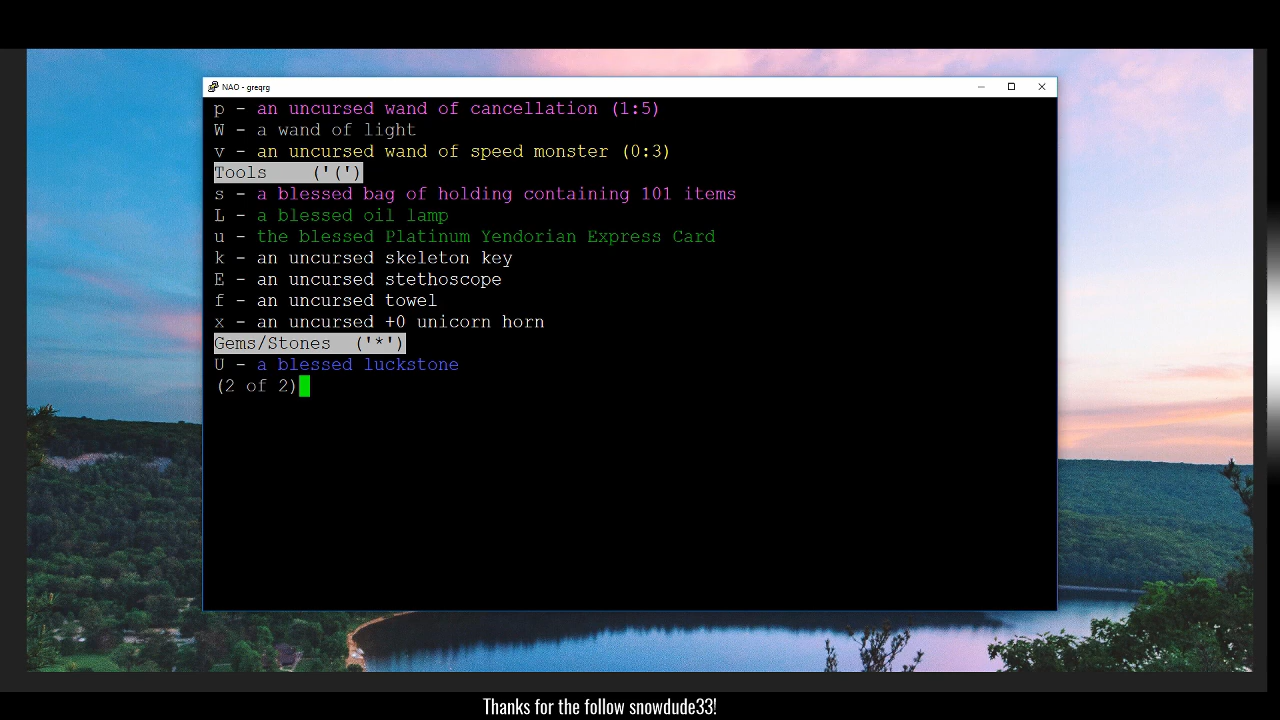 NAO - greqrg
p - an uncursed wand of cancellation (1:5)
W - a wand of light
v - an uncursed wand of speed monster (0:3)
Tools ('(')
s - a blessed bag of holding containing 101 items
L - a blessed oil lamp
u - the blessed Platinum Yendorian Express Card
k - an uncursed skeleton key
E - an uncursed stethoscope
f - an uncursed towel
x - an uncursed +0 unicorn horn
Gems/Stones ('*')
U - a blessed luckstone
(2 of 2)
Thanks for the follow snowdude33!